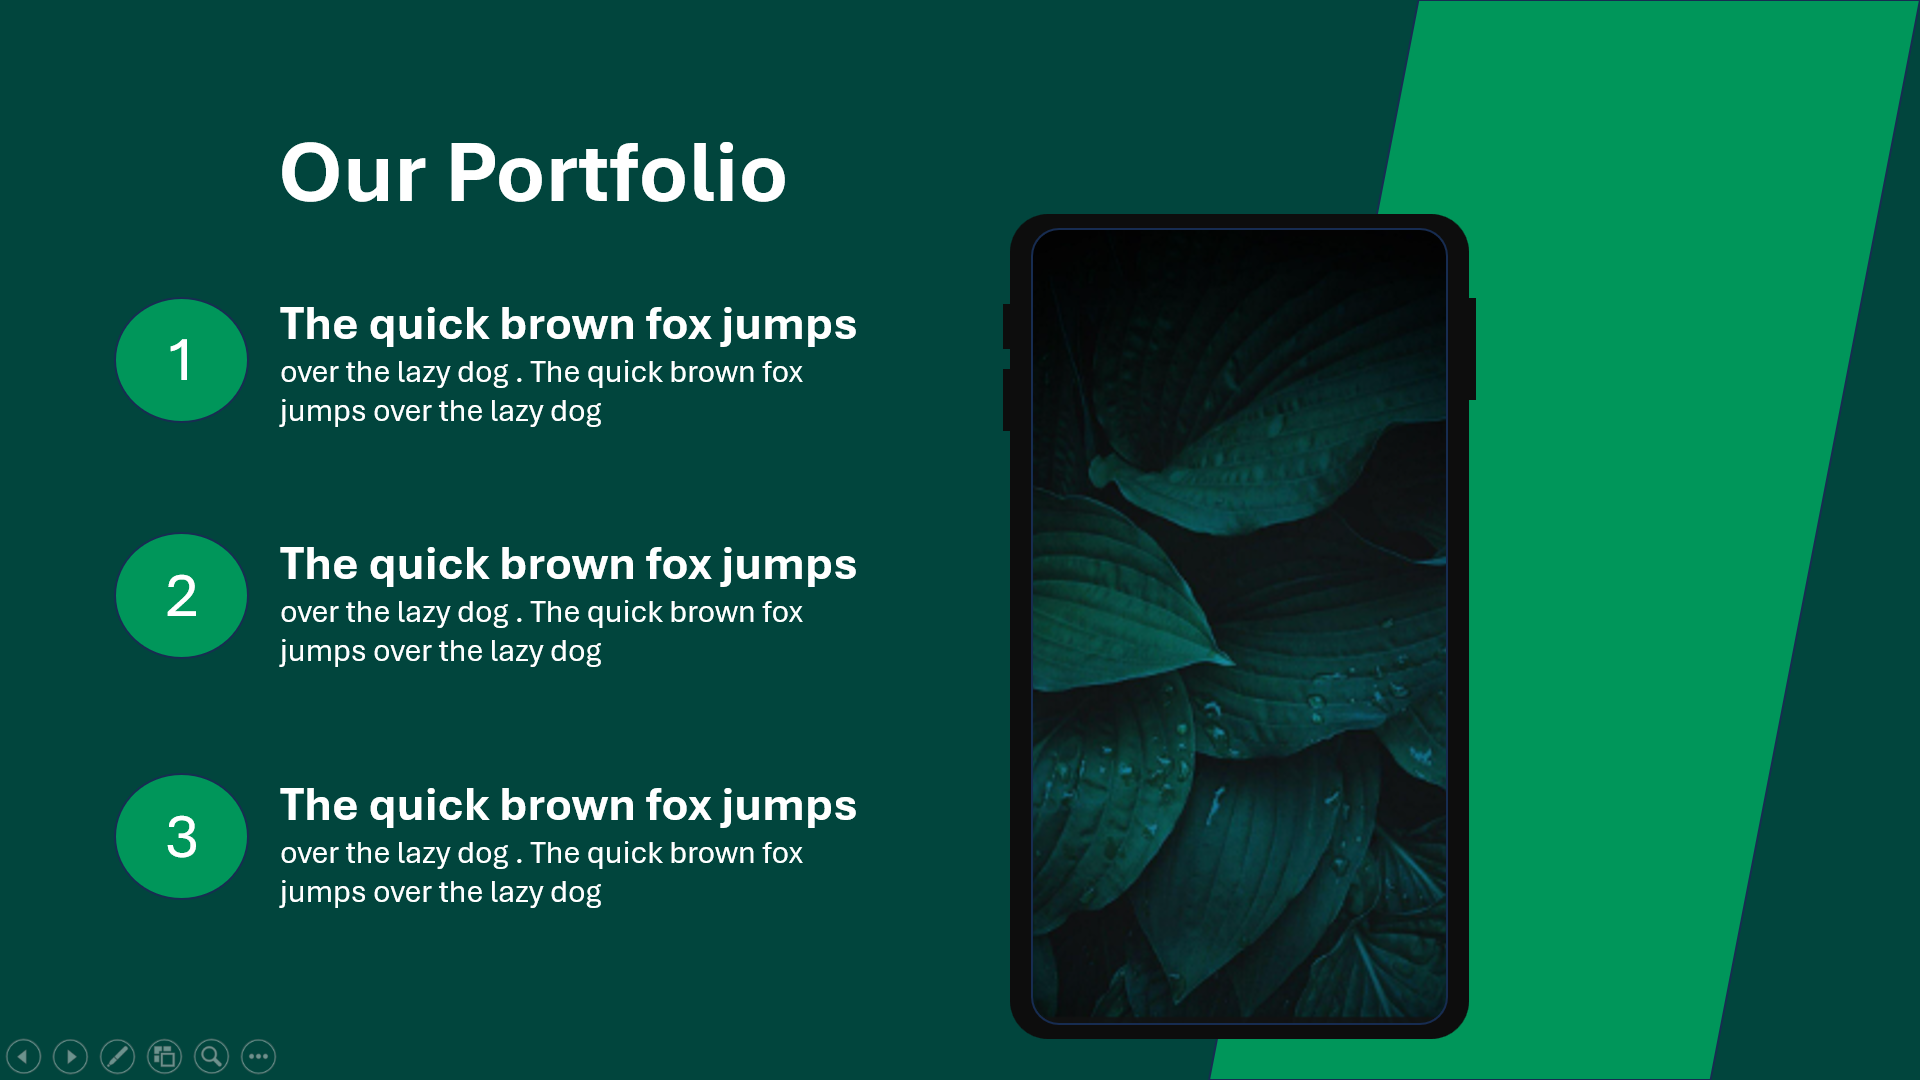 Our Portfolio
1
The quick brown fox jumps
over the lazy dog . The quick brown fox
jumps over the lazy dog
2
The quick brown fox jumps
over the lazy dog . The quick brown fox
jumps over the lazy dog
3
The quick brown fox jumps
over the lazy dog . The quick brown fox
jumps over the lazy dog